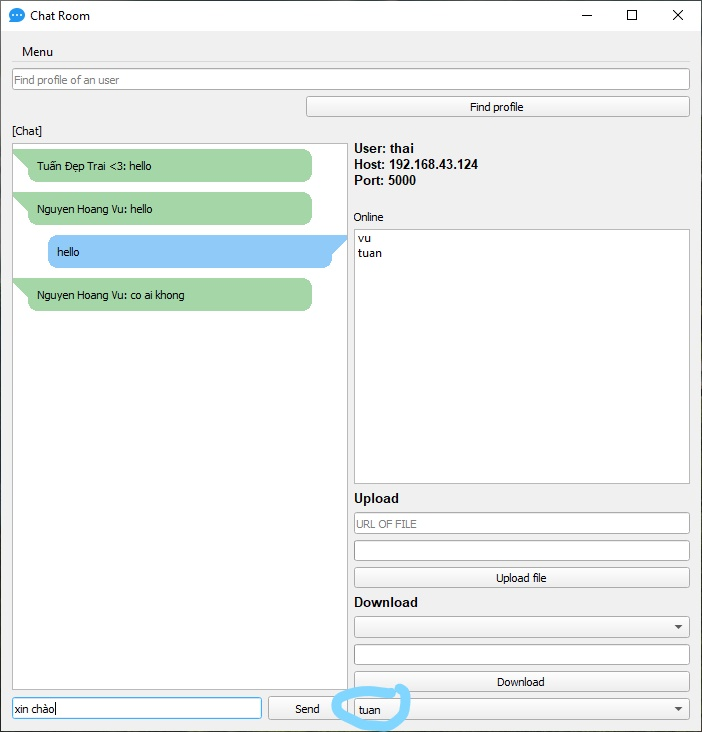 Chat Room
Menu
Find profile of an user
Find profile
[Chat]
Tuấn Đẹp Trai <3: hello
Nguyen Hoang Vu: hello
hello
Nguyen Hoang Vu: co ai khong
User: thai
Host: 192.168.43.124
Port: 5000
Online
vu
tuan
Upload
URL OF FILE
Upload file
Download
Download
xin chào
Send
tuan